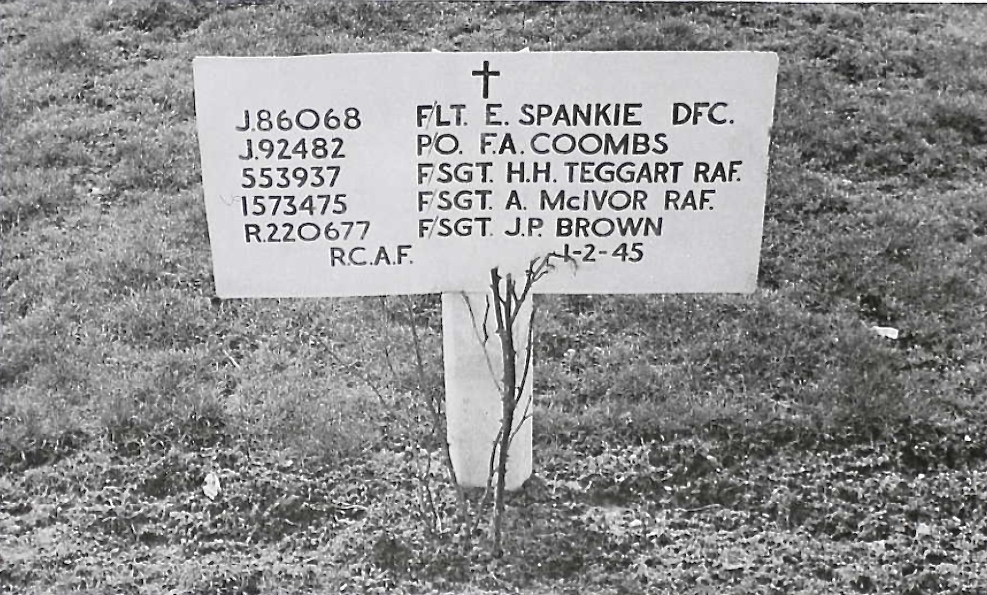 J.86068 F/LT. E. SPANKIE DFC.
J.92482 P/O. F.A. COOMBS
553937 F/SGT. H.H. TEGGART RAF.
1573475 F/SGT. A. McIVOR RAF.
R.220677 F/SGT. J.P. BROWN
R.C.A.F. 1-2-45